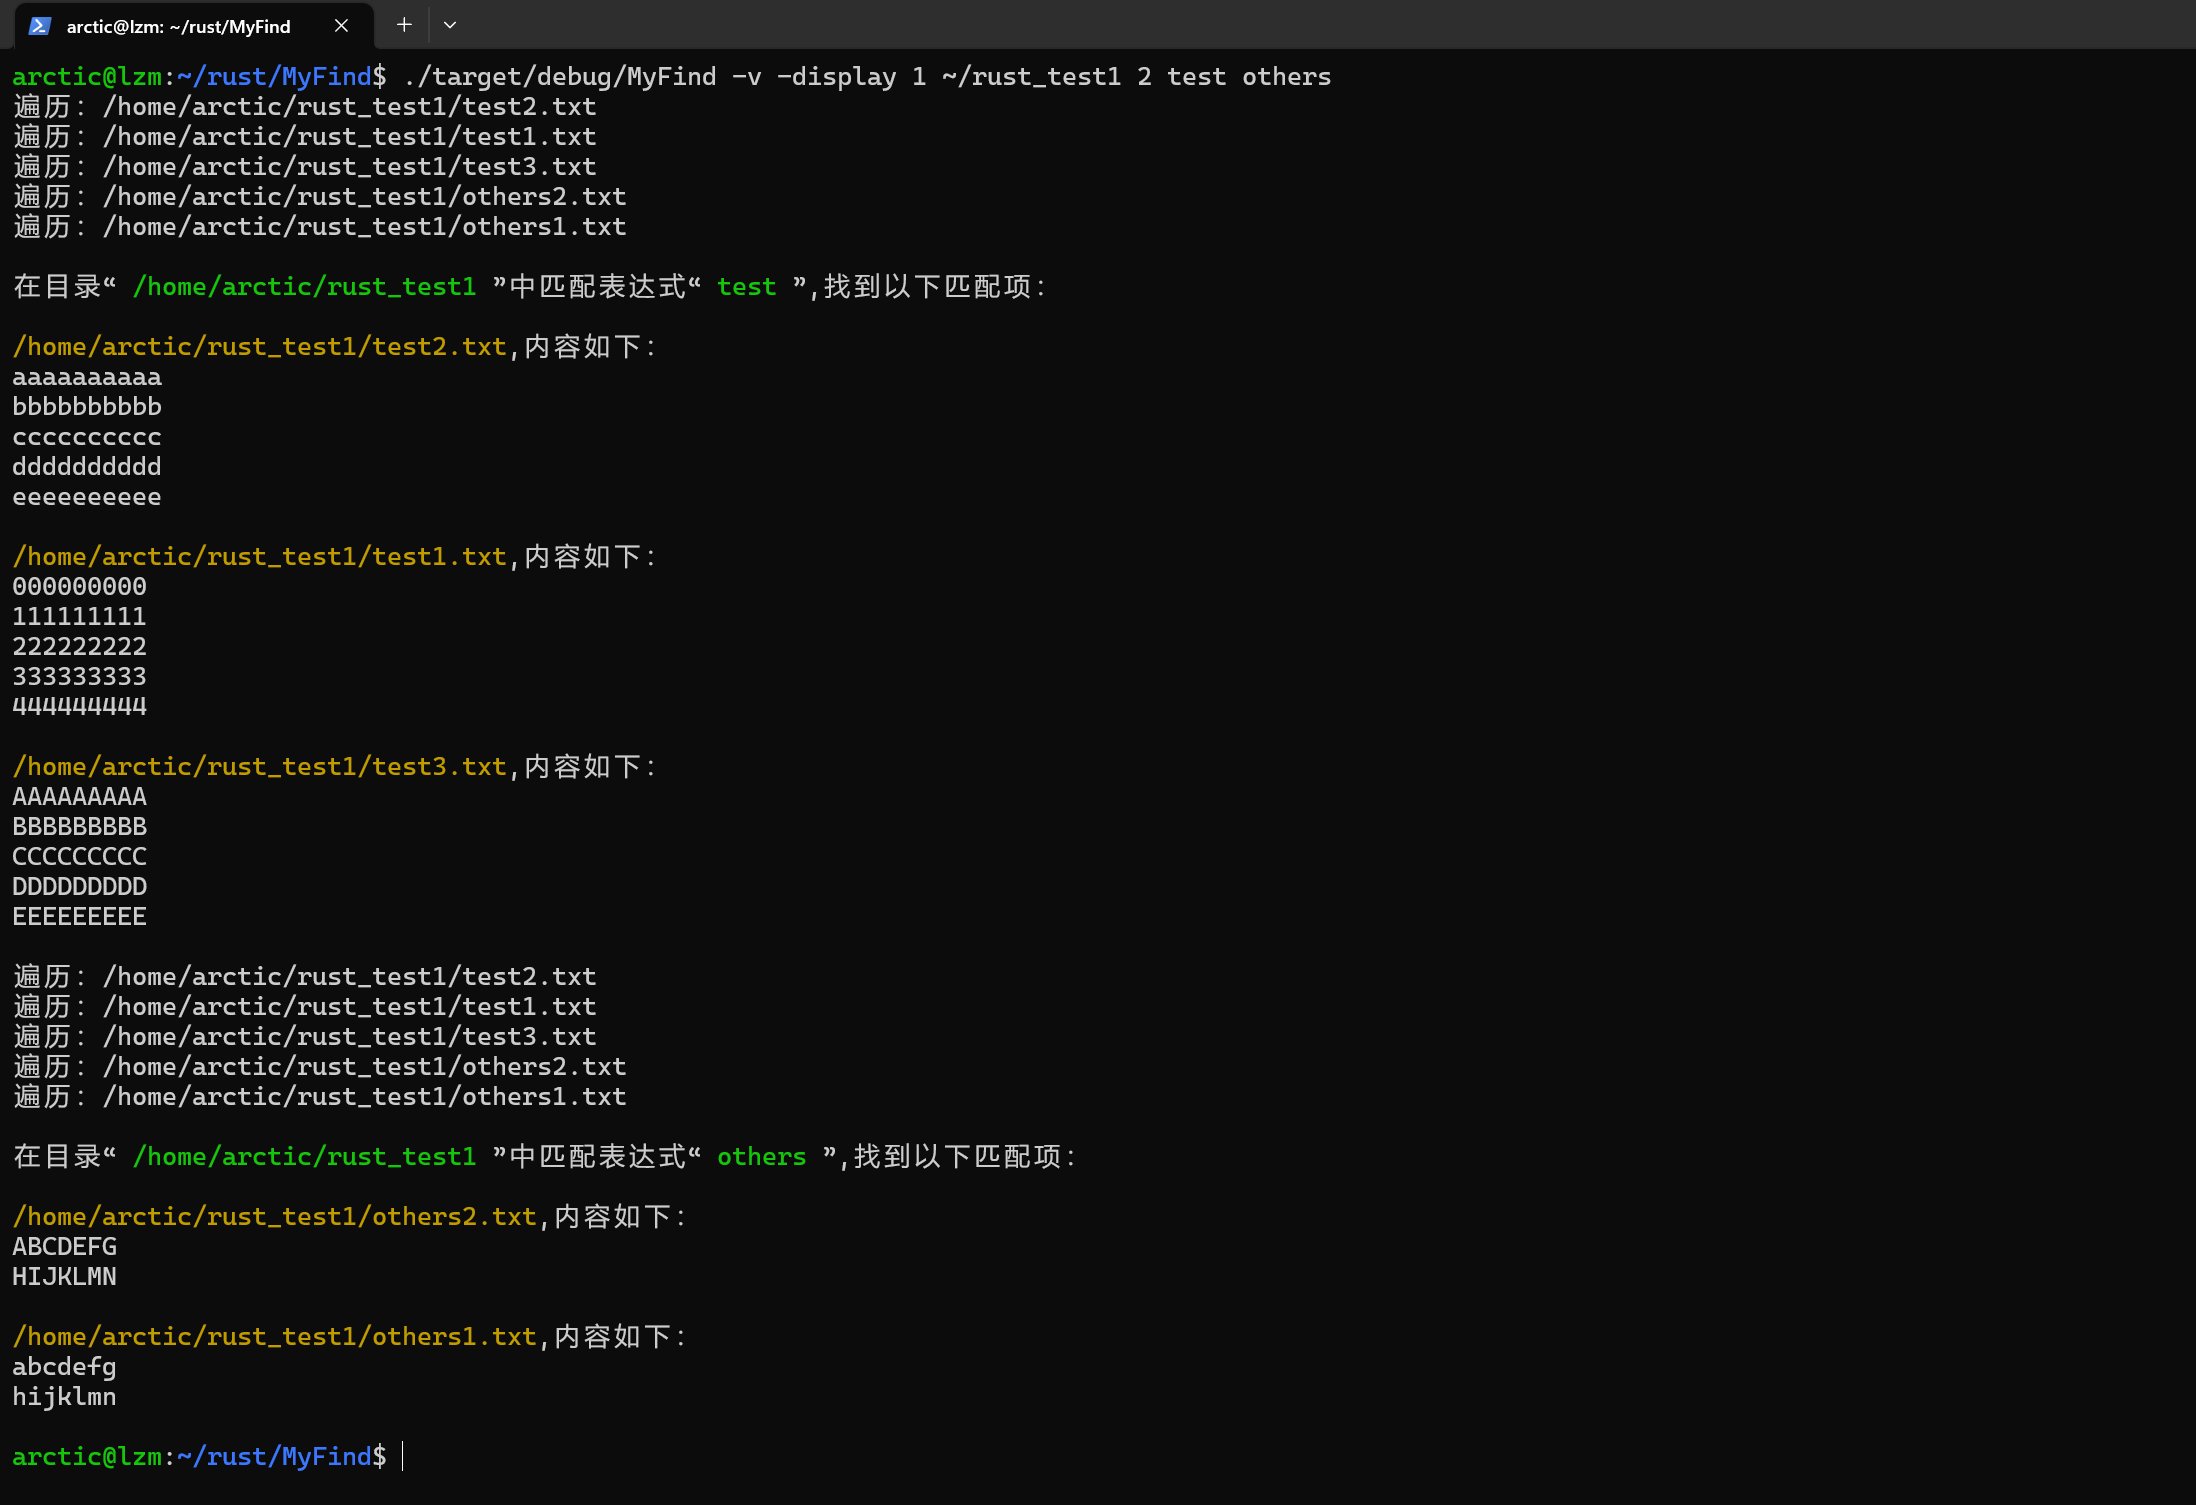 arctic@lzm: ~/rust/MyFind
arctic@lzm:~/rust/MyFind$ ./target/debug/MyFind -v -display 1 ~/rust_test1 2 test others
遍历: /home/arctic/rust_test1/test2.txt
遍历: /home/arctic/rust_test1/test1.txt
遍历: /home/arctic/rust_test1/test3.txt
遍历: /home/arctic/rust_test1/others2.txt
遍历: /home/arctic/rust_test1/others1.txt
在目录“ /home/arctic/rust_test1 ”中匹配表达式“ test ”,找到以下匹配项:
/home/arctic/rust_test1/test2.txt,内容如下:
aaaaaaaaaa
bbbbbbbbbb
cccccccccc
dddddddddd
eeeeeeeeee
/home/arctic/rust_test1/test1.txt,内容如下:
000000000
111111111
222222222
333333333
444444444
/home/arctic/rust_test1/test3.txt,内容如下:
AAAAAAAAA
BBBBBBBBB
CCCCCCCCC
DDDDDDDDD
EEEEEEEEE
遍历: /home/arctic/rust_test1/test2.txt
遍历: /home/arctic/rust_test1/test1.txt
遍历: /home/arctic/rust_test1/test3.txt
遍历: /home/arctic/rust_test1/others2.txt
遍历: /home/arctic/rust_test1/others1.txt
在目录“ /home/arctic/rust_test1 ”中匹配表达式“ others ”,找到以下匹配项:
/home/arctic/rust_test1/others2.txt,内容如下:
ABCDEFG
HIJKLMN
/home/arctic/rust_test1/others1.txt,内容如下:
abcdefg
hijklmn
arctic@lzm:~/rust/MyFind$